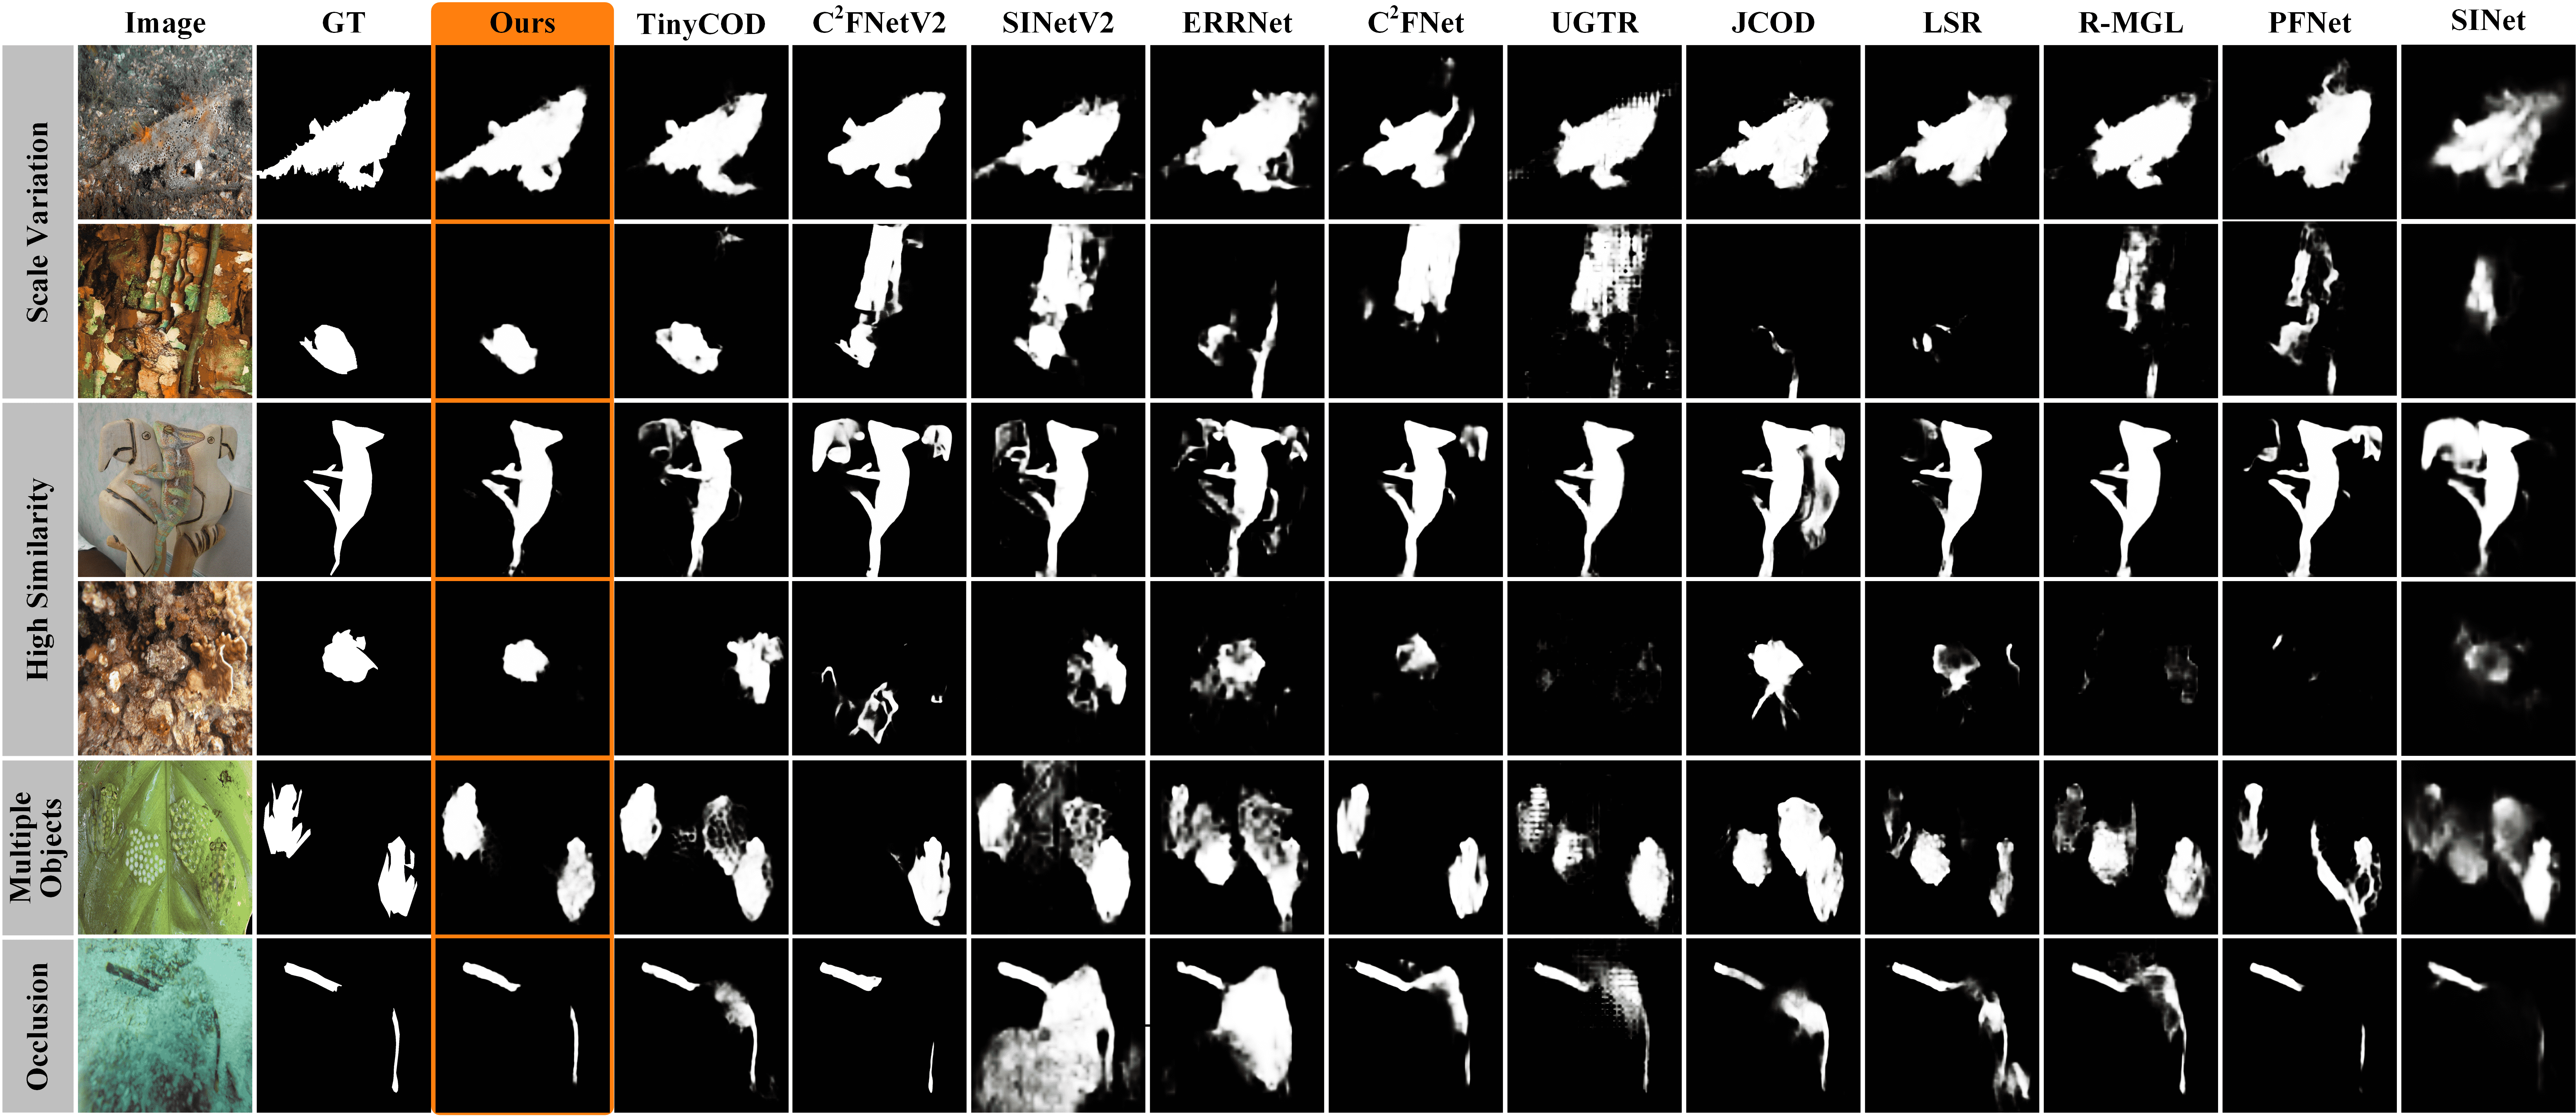 Image GT Ours TinyCOD C²FNetV2 SINetV2 ERRNet C²FNet UGTR JCOD LSR R-MGL PFNet SINet
Scale Variation
High Similarity
Multiple
Objects
Occlusion